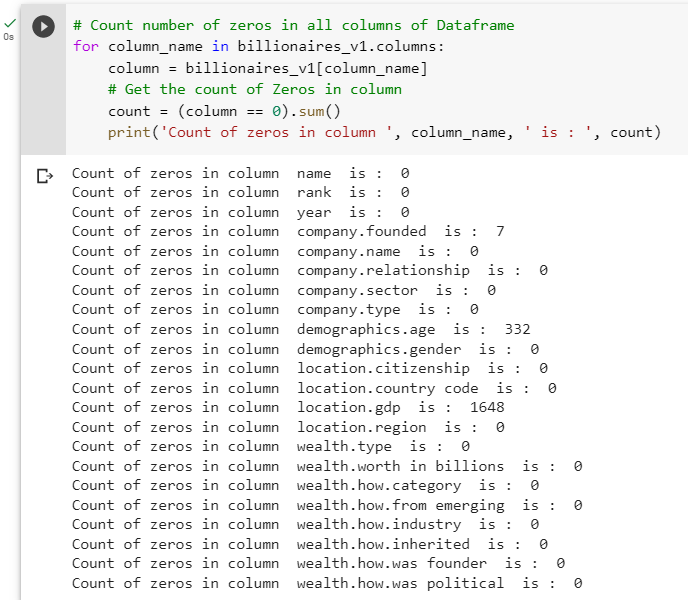 0s
# Count number of zeros in all columns of Dataframe
for column_name in billionaires_v1.columns:
    column = billionaires_v1[column_name]
    # Get the count of Zeros in column
    count = (column == 0).sum()
    print('Count of zeros in column ', column_name, ' is : ', count)
Count of zeros in column  name  is :  0
Count of zeros in column  rank  is :  0
Count of zeros in column  year  is :  0
Count of zeros in column  company.founded  is :  7
Count of zeros in column  company.name  is :  0
Count of zeros in column  company.relationship  is :  0
Count of zeros in column  company.sector  is :  0
Count of zeros in column  company.type  is :  0
Count of zeros in column  demographics.age  is :  332
Count of zeros in column  demographics.gender  is :  0
Count of zeros in column  location.citizenship  is :  0
Count of zeros in column  location.country code  is :  0
Count of zeros in column  location.gdp  is :  1648
Count of zeros in column  location.region  is :  0
Count of zeros in column  wealth.type  is :  0
Count of zeros in column  wealth.worth in billions  is :  0
Count of zeros in column  wealth.how.category  is :  0
Count of zeros in column  wealth.how.from emerging  is :  0
Count of zeros in column  wealth.how.industry  is :  0
Count of zeros in column  wealth.how.inherited  is :  0
Count of zeros in column  wealth.how.was founder  is :  0
Count of zeros in column  wealth.how.was political  is :  0